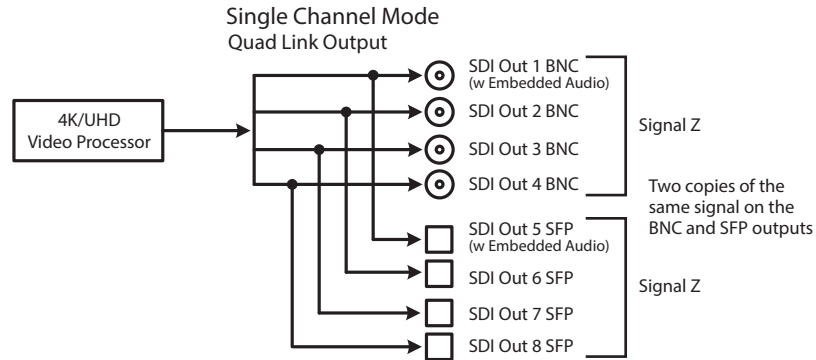 Single Channel Mode
Quad Link Output
4K/UHD
Video Processor
SDI Out 1 BNC
(w Embedded Audio)
SDI Out 2 BNC
SDI Out 3 BNC
SDI Out 4 BNC
Signal Z
Two copies of the
same signal on the
BNC and SFP outputs
SDI Out 5 SFP
(w Embedded Audio)
SDI Out 6 SFP
SDI Out 7 SFP
SDI Out 8 SFP
Signal Z